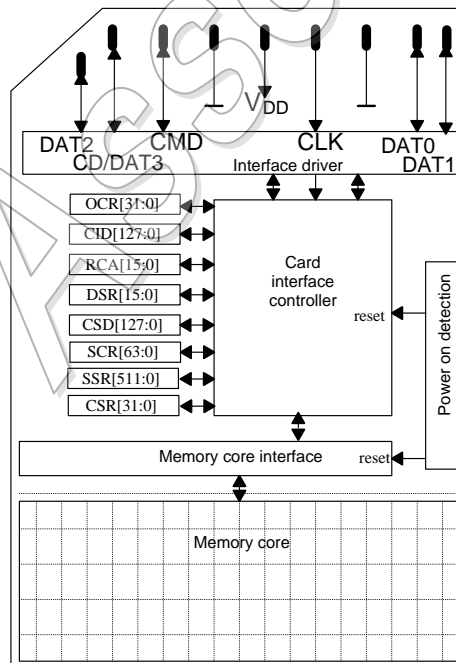 VDD
DAT2 CMD CLK DAT0
CD/DAT3 Interface driver DAT1
OCR[31:0]
CID[127:0]
RCA[15:0]
DSR[15:0]
CSD[127:0]
SCR[63:0]
SSR[511:0]
CSR[31:0]
Card
interface
controller
reset
Power on detection
Memory core interface reset
Memory core